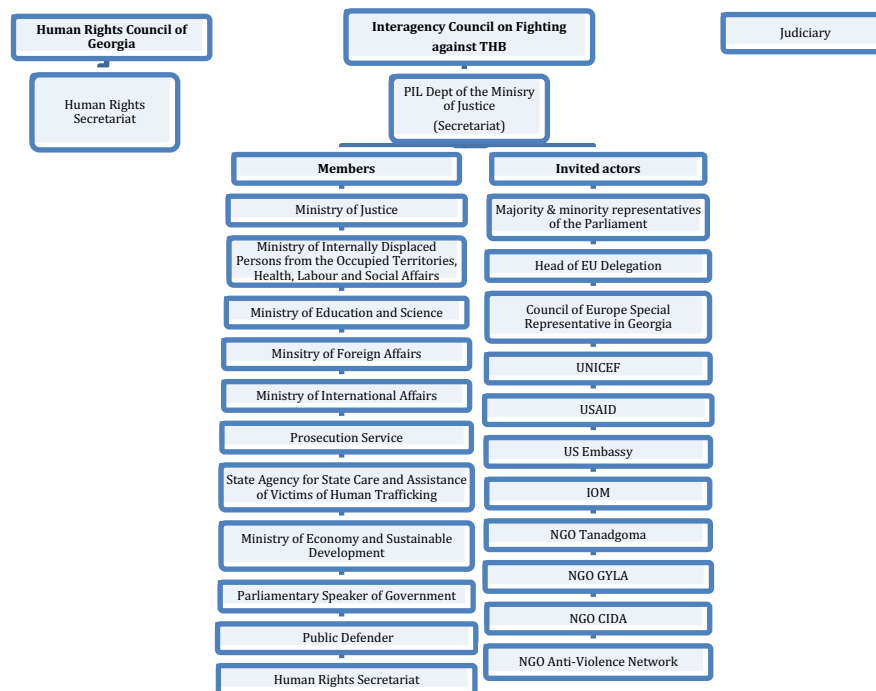 Human Rights Council of
Georgia
Human Rights
Secretariat
Interagency Council on Fighting
against THB
PIL Dept of the Minisry
of Justice
(Secretariat)
Judiciary
Members
Ministry of Justice
Ministry of Internally Displaced
Persons from the Occupied Territories,
Health, Labour and Social Affairs
Ministry of Education and Science
Minsitry of Foreign Affairs
Ministry of International Affairs
Prosecution Service
State Agency for State Care and Assistance
of Victims of Human Trafficking
Ministry of Economy and Sustainable
Development
Parliamentary Speaker of Government
Public Defender
Human Rights Secretariat
Invited actors
Majority & minority representatives
of the Parliament
Head of EU Delegation
Council of Europe Special
Representative in Georgia
UNICEF
USAID
US Embassy
IOM
NGO Tanadgoma
NGO GYLA
NGO CIDA
NGO Anti-Violence Network